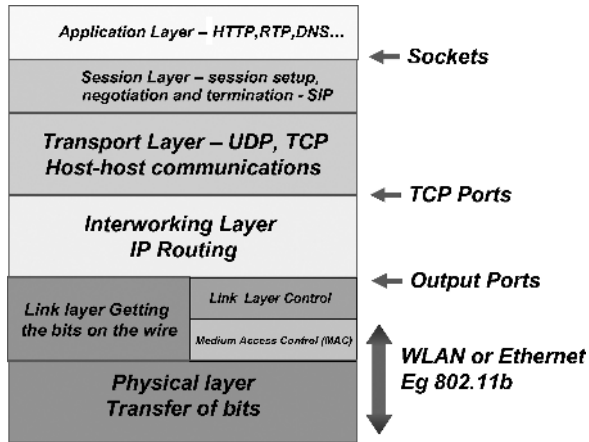 Application Layer – HTTP,RTP,DNS...
Sockets
Session Layer – session setup,
negotiation and termination - SIP
Transport Layer – UDP, TCP
Host-host communications
TCP Ports
Interworking Layer
IP Routing
Output Ports
Link layer Getting
the bits on the wire
Link Layer Control
Medium Access Control (MAC)
WLAN or Ethernet
Eg 802.11b
Physical layer
Transfer of bits